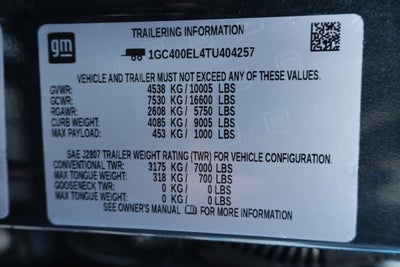 gm
TRAILERING INFORMATION
1GC400EL4TU404257
VEHICLE AND TRAILER MUST NOT EXCEED ANY OF THESE VALUES.
GVWR: 4538 KG / 10005 LBS
GCWR: 7530 KG / 16600 LBS
RGAWR: 2608 KG / 5750 LBS
CURB WEIGHT: 4085 KG / 9005 LBS
MAX PAYLOAD: 453 KG / 1000 LBS
SAE J2807 TRAILER WEIGHT RATING (TWR) FOR VEHICLE CONFIGURATION.
CONVENTIONAL TWR: 3175 KG / 7000 LBS
MAX TONGUE WEIGHT: 318 KG / 700 LBS
GOOSENECK TWR: 0 KG / 0 LBS
MAX TONGUE WEIGHT: 0 KG / 0 LBS
SEE OWNER'S MANUAL FOR MORE INFORMATION